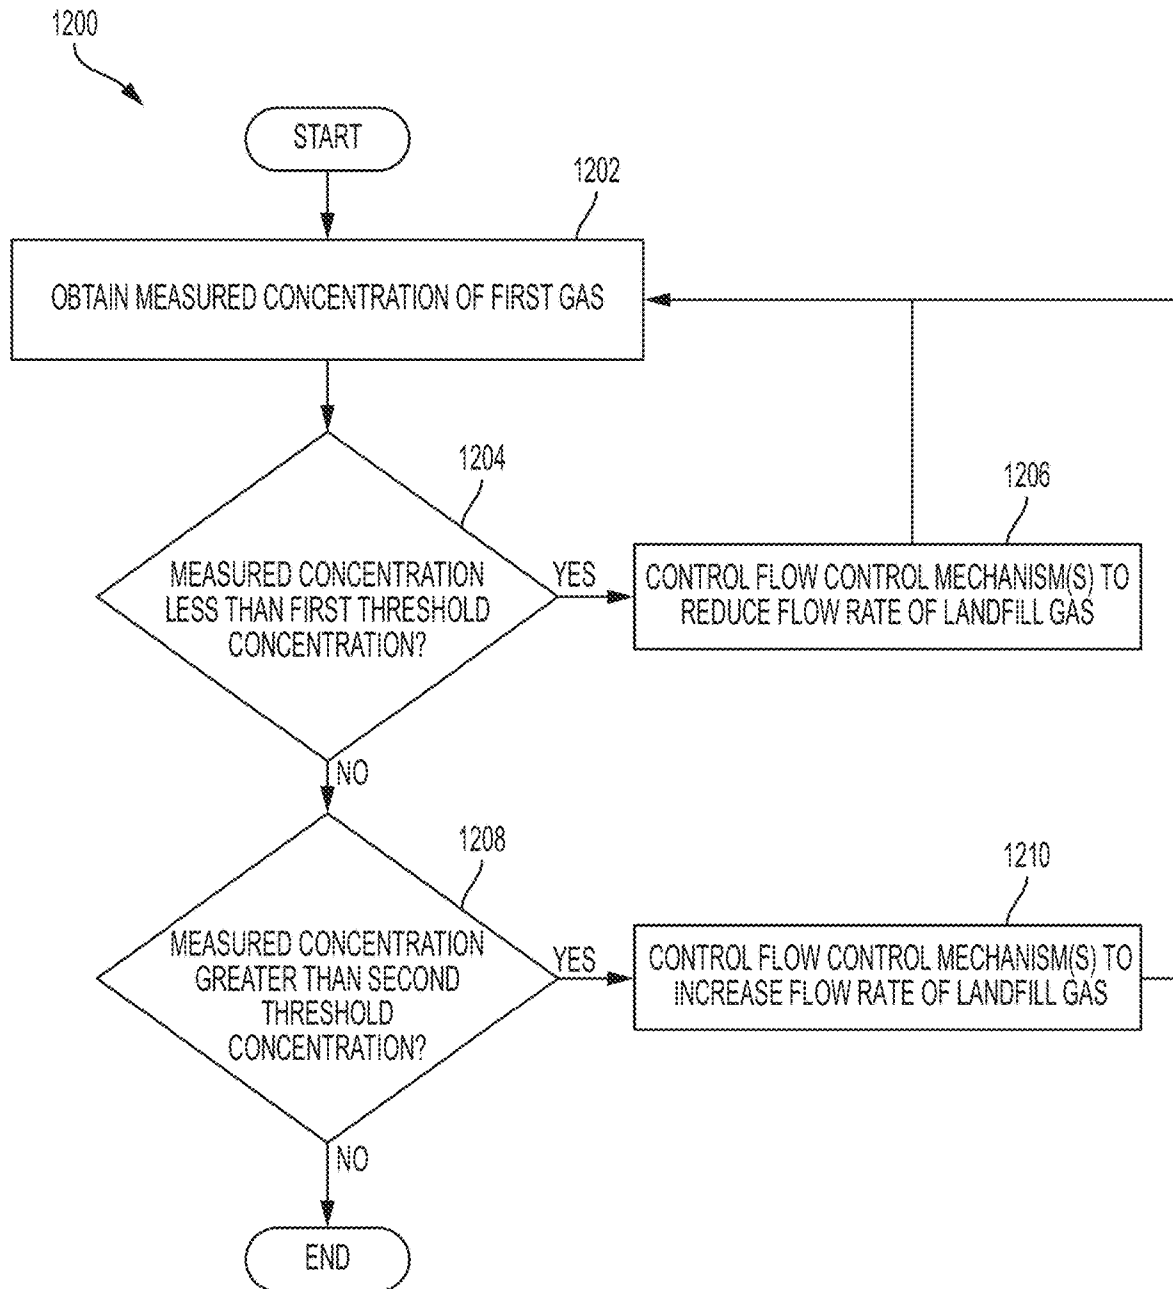 1200
START
1202
OBTAIN MEASURED CONCENTRATION OF FIRST GAS
1204
MEASURED CONCENTRATION
LESS THAN FIRST THRESHOLD
CONCENTRATION?
YES
1206
CONTROL FLOW CONTROL MECHANISM(S) TO
REDUCE FLOW RATE OF LANDFILL GAS
NO
1208
MEASURED CONCENTRATION
GREATER THAN SECOND
THRESHOLD
CONCENTRATION?
YES
1210
CONTROL FLOW CONTROL MECHANISM(S) TO
INCREASE FLOW RATE OF LANDFILL GAS
NO
END